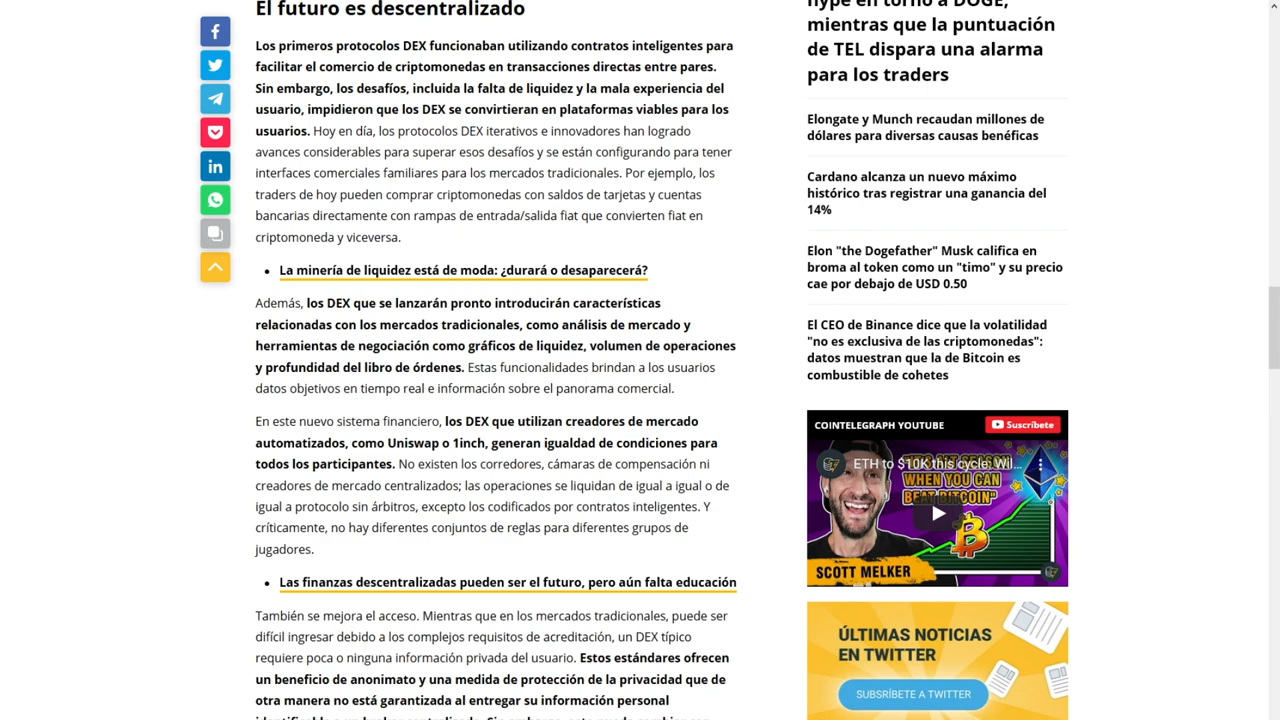 El futuro es descentralizado
Los primeros protocolos DEX funcionaban utilizando contratos inteligentes para
facilitar el comercio de criptomonedas en transacciones directas entre pares.
Sin embargo, los desafíos, incluida la falta de liquidez y la mala experiencia del
usuario, impidieron que los DEX se convirtieran en plataformas viables para los
usuarios. Hoy en día, los protocolos DEX iterativos e innovadores han logrado
avances considerables para superar esos desafíos y se están configurando para tener
interfaces comerciales familiares para los mercados tradicionales. Por ejemplo, los
traders de hoy pueden comprar criptomonedas con saldos de tarjetas y cuentas
bancarias directamente con rampas de entrada/salida fiat que convierten fiat en
criptomoneda y viceversa.
La minería de liquidez está de moda: ¿durará o desaparecerá?
Además, los DEX que se lanzarán pronto introducirán características
relacionadas con los mercados tradicionales, como análisis de mercado y
herramientas de negociación como gráficos de liquidez, volumen de operaciones
y profundidad del libro de órdenes. Estas funcionalidades brindan a los usuarios
datos objetivos en tiempo real e información sobre el panorama comercial.
En este nuevo sistema financiero, los DEX que utilizan creadores de mercado
automatizados, como Uniswap o 1inch, generan igualdad de condiciones para
todos los participantes. No existen los corredores, cámaras de compensación ni
creadores de mercado centralizados; las operaciones se liquidan de igual a igual o de
igual a protocolo sin árbitros, excepto los codificados por contratos inteligentes. Y
críticamente, no hay diferentes conjuntos de reglas para diferentes grupos de
jugadores.
Las finanzas descentralizadas pueden ser el futuro, pero aún falta educación
También se mejora el acceso. Mientras que en los mercados tradicionales, puede ser
difícil ingresar debido a los complejos requisitos de acreditación, un DEX típico
requiere poca o ninguna información privada del usuario. Estos estándares ofrecen
un beneficio de anonimato y una medida de protección de la privacidad que de
otra manera no está garantizada al entregar su información personal
hype en torno a DOGE,
mientras que la puntuación
de TEL dispara una alarma
para los traders
Elongate y Munch recaudan millones de
dólares para diversas causas benéficas
Cardano alcanza un nuevo máximo
histórico tras registrar una ganancia del
14%
Elon "the Dogefather" Musk califica en
broma al token como un "timo" y su precio
cae por debajo de USD 0.50
El CEO de Binance dice que la volatilidad
"no es exclusiva de las criptomonedas":
datos muestran que la de Bitcoin es
combustible de cohetes
COINTELEGRAPH YOUTUBE
Suscríbete
ETH to $10K this cycle. Wil...
WHEN YOU CAN
BEAT BITCOIN"
SCOTT MELKER
ÚLTIMAS NOTICIAS
EN TWITTER
SUBSRÍBETE A TWITTER